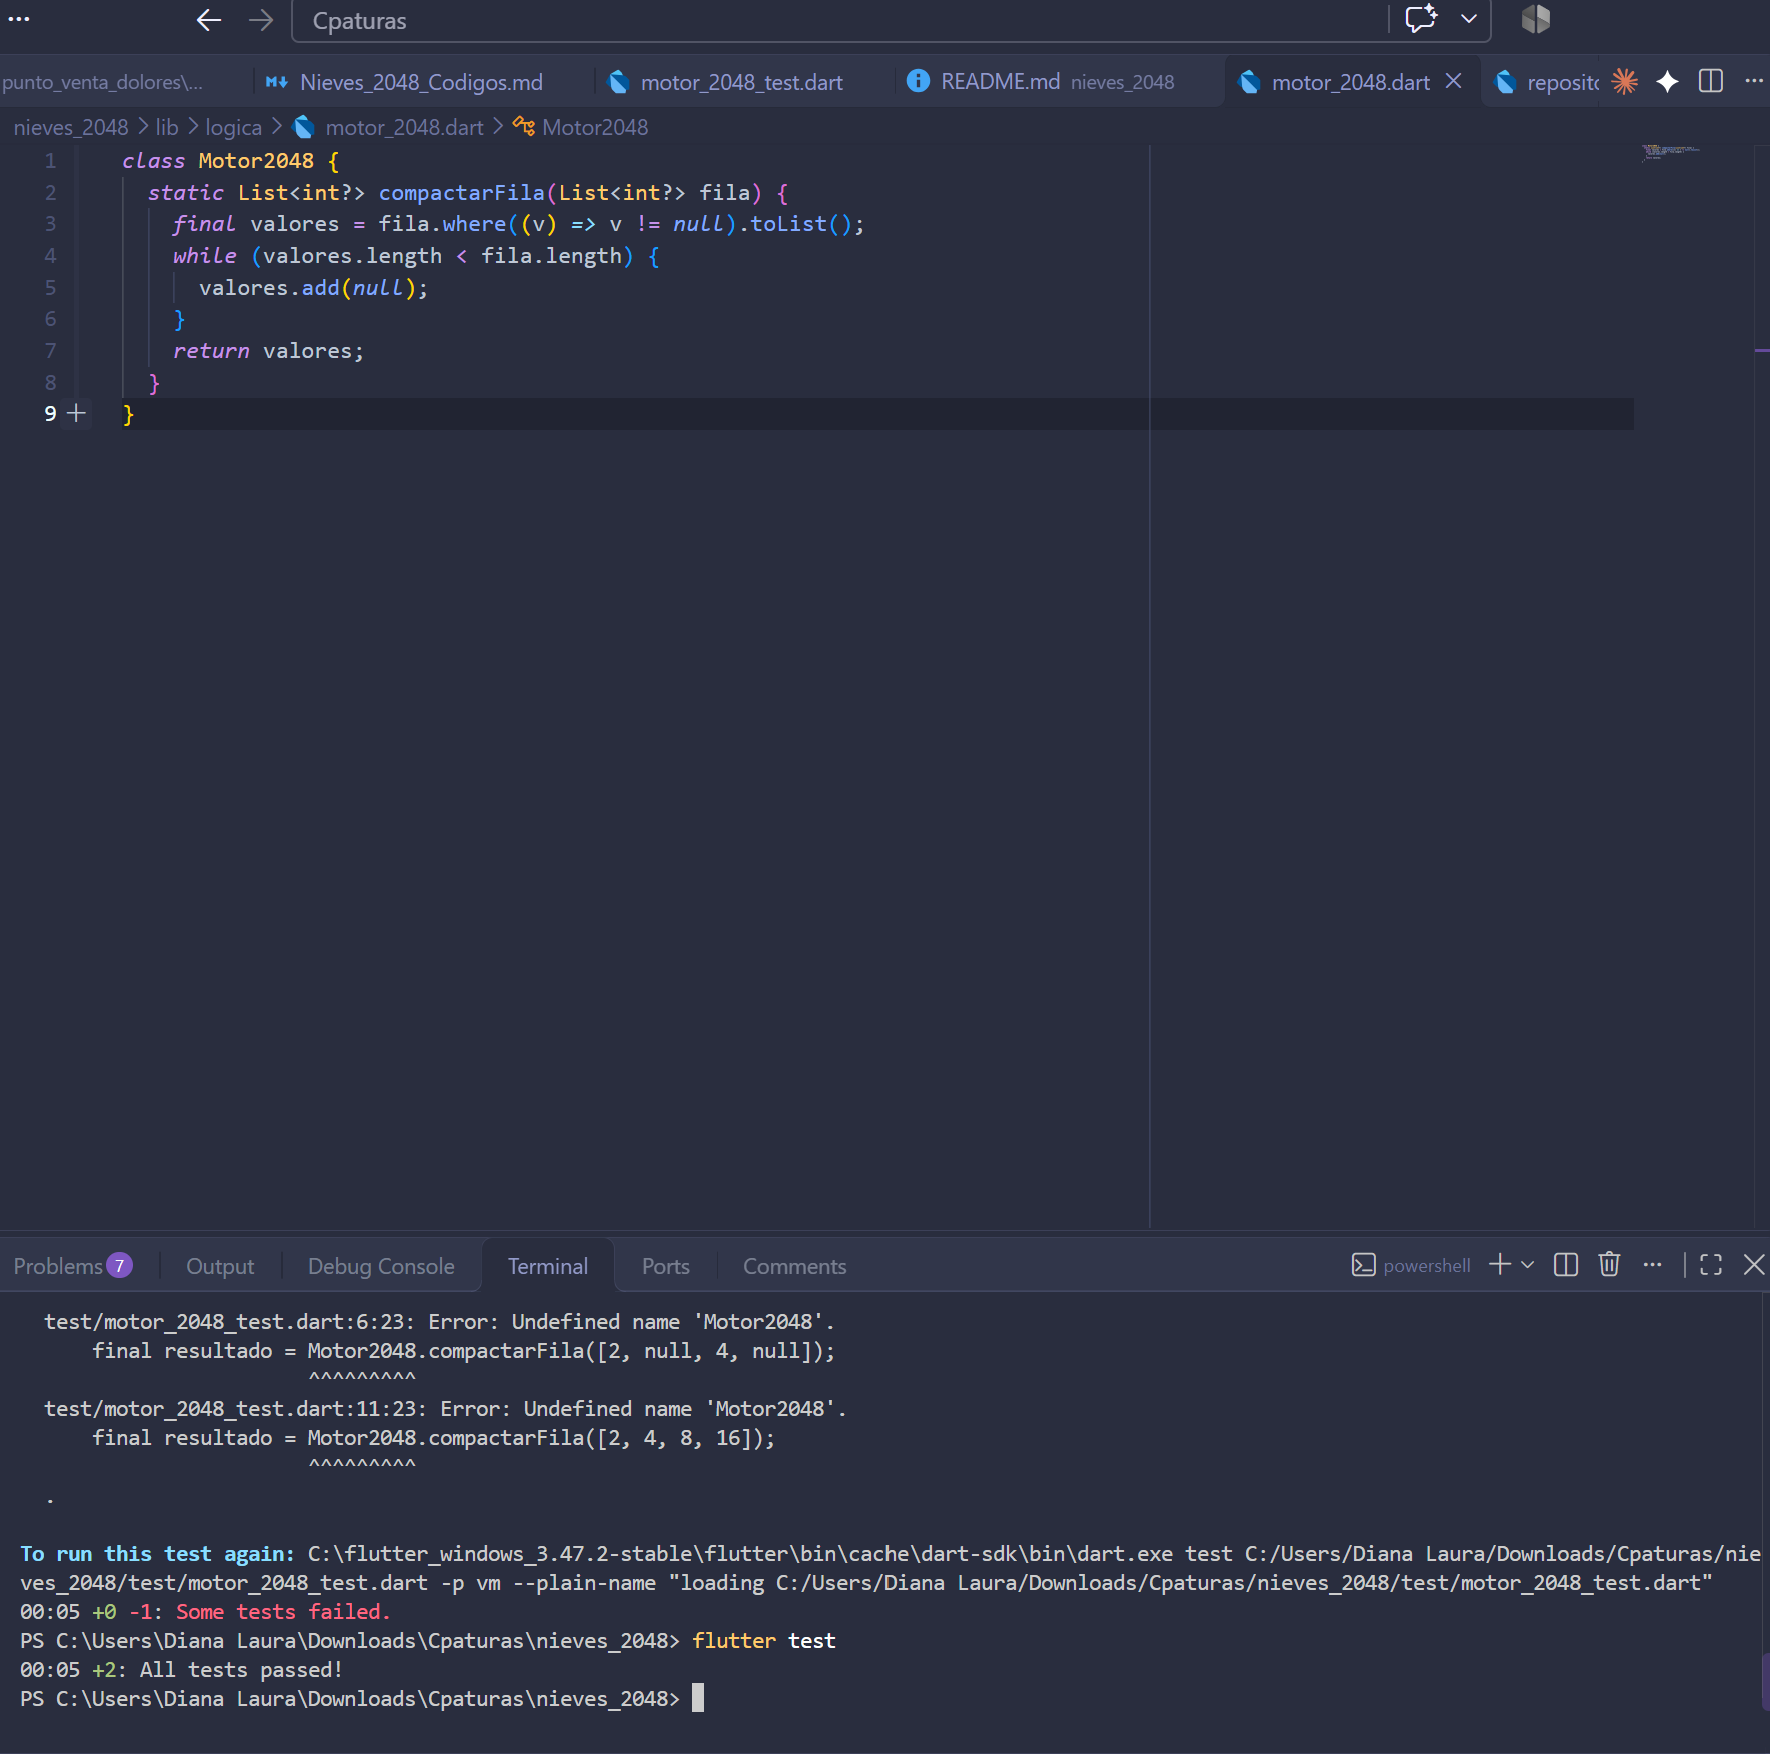 Cpaturas
punto_venta_dolores\... Nieves_2048_Codigos.md motor_2048_test.dart README.md nieves_2048 motor_2048.dart reposito
nieves_2048 > lib > logica > motor_2048.dart > Motor2048
1 class Motor2048 {
2 static List<int?> compactarFila(List<int?> fila) {
3 final valores = fila.where((v) => v != null).toList();
4 while (valores.length < fila.length) {
5 valores.add(null);
6 }
7 return valores;
8 }
9 }
Problems 7 Output Debug Console Terminal Ports Comments powershell
test/motor_2048_test.dart:6:23: Error: Undefined name 'Motor2048'.
final resultado = Motor2048.compactarFila([2, null, 4, null]);
^^^^^^^^^
test/motor_2048_test.dart:11:23: Error: Undefined name 'Motor2048'.
final resultado = Motor2048.compactarFila([2, 4, 8, 16]);
^^^^^^^^^
.
To run this test again: C:\flutter_windows_3.47.2-stable\flutter\bin\cache\dart-sdk\bin\dart.exe test C:/Users/Diana Laura/Downloads/Cpaturas/nie
ves_2048/test/motor_2048_test.dart -p vm --plain-name "loading C:/Users/Diana Laura/Downloads/Cpaturas/nieves_2048/test/motor_2048_test.dart"
00:05 +0 -1: Some tests failed.
PS C:\Users\Diana Laura\Downloads\Cpaturas\nieves_2048> flutter test
00:05 +2: All tests passed!
PS C:\Users\Diana Laura\Downloads\Cpaturas\nieves_2048>